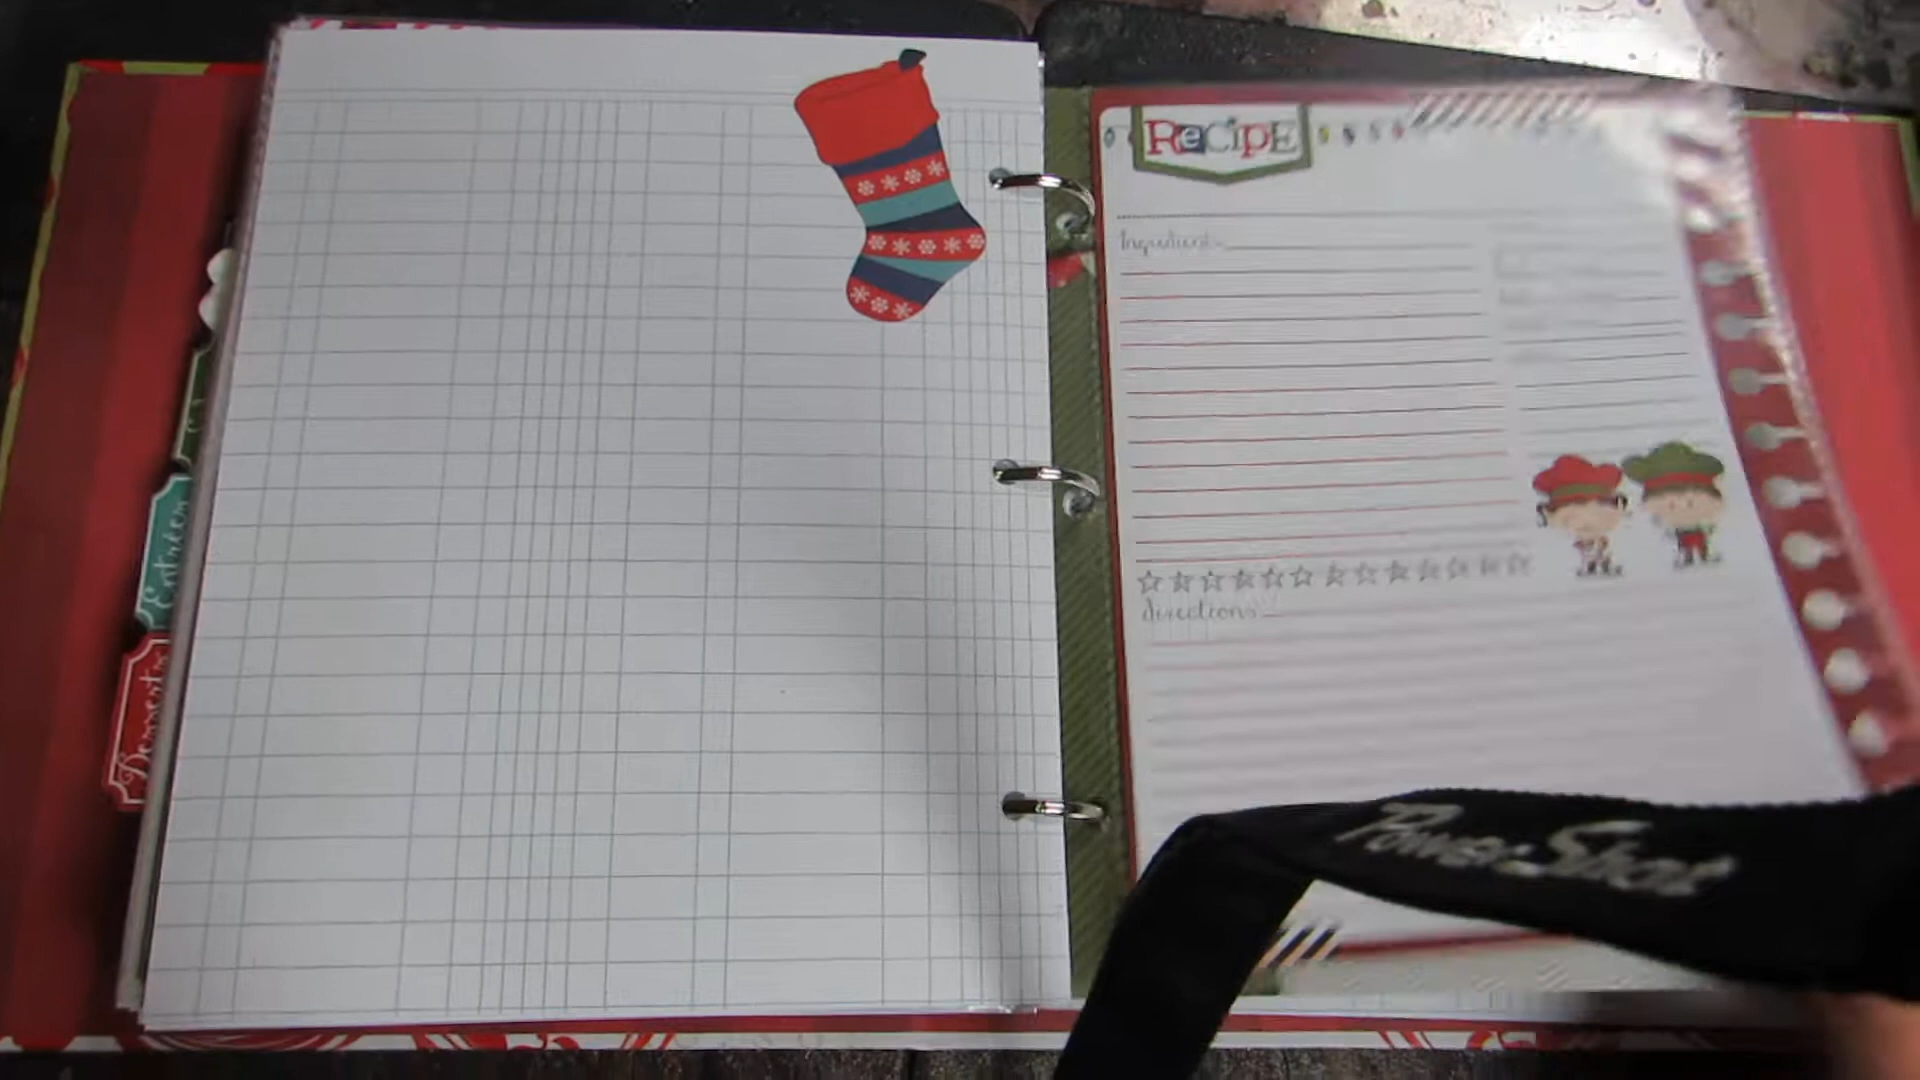 Recipe
Ingredients
directions
Entrees
Desserts
PowerShot